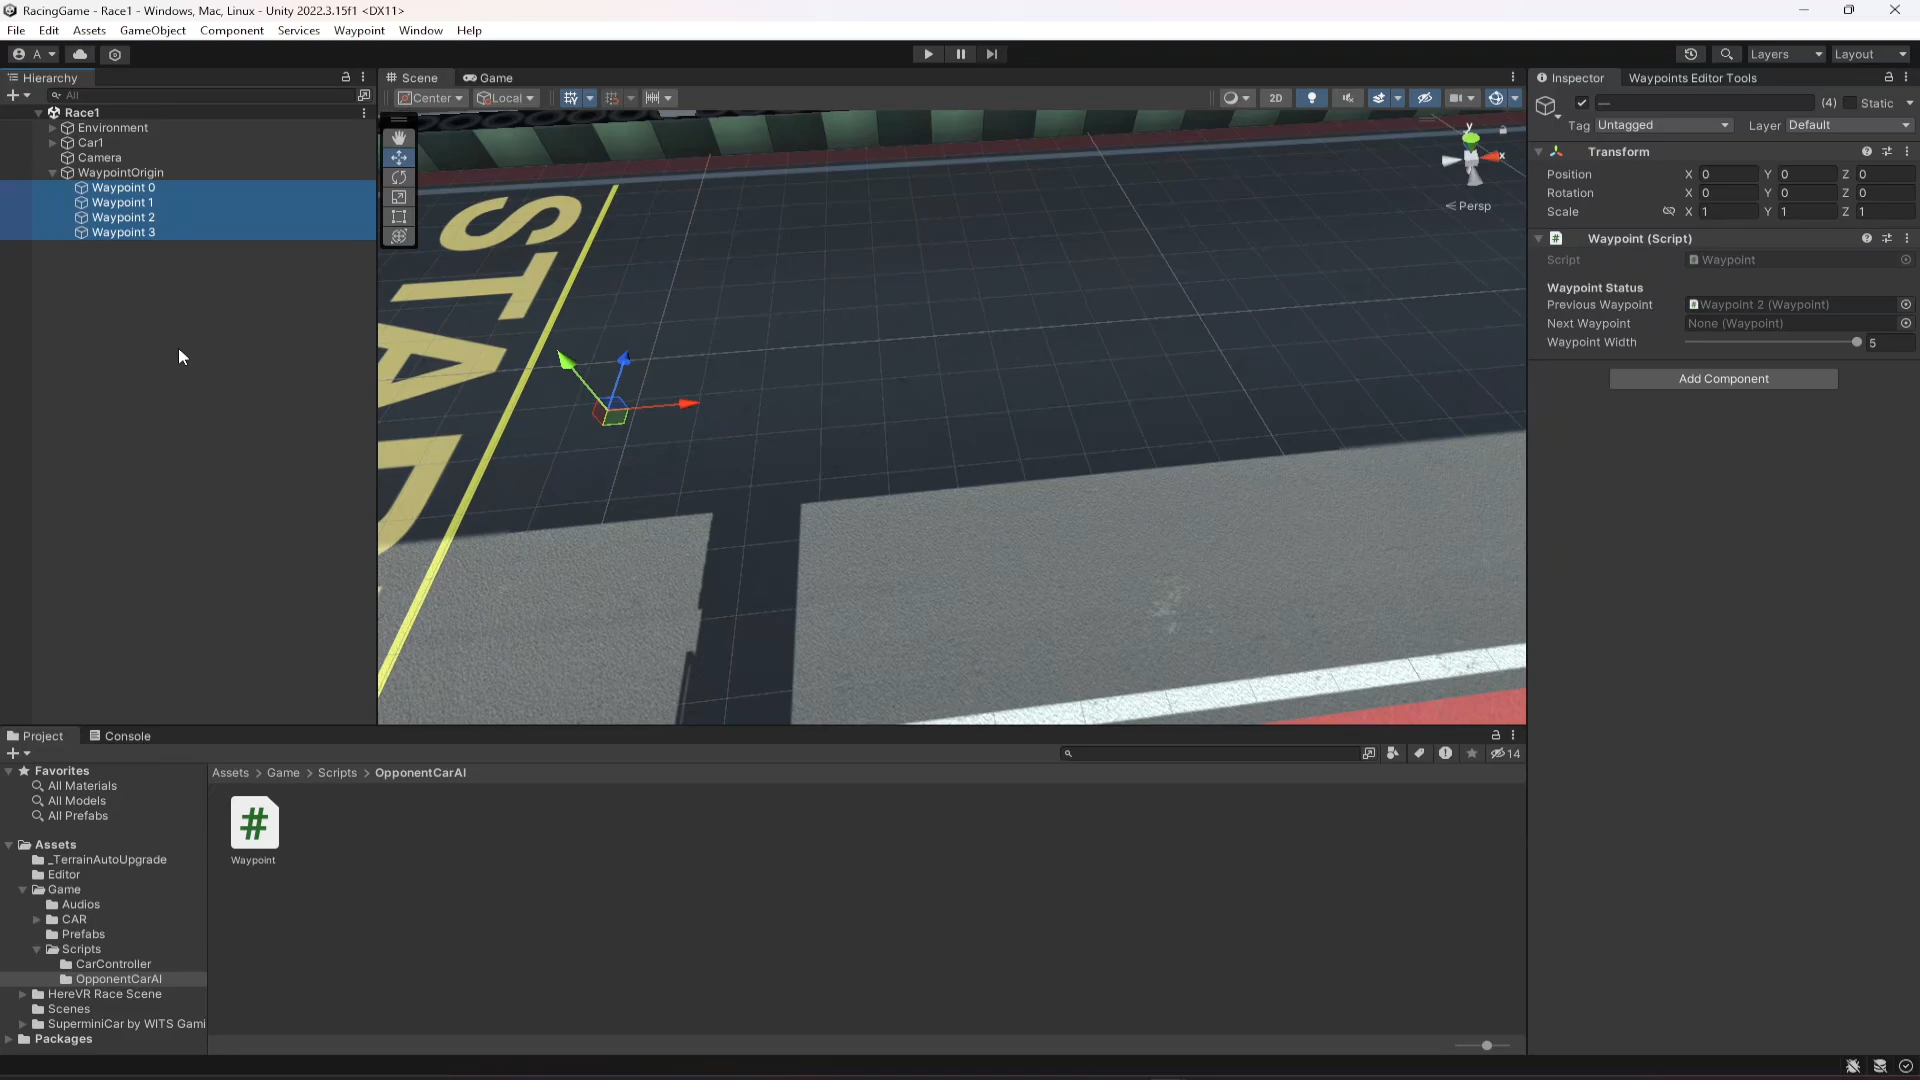 RacingGame - Race1 - Windows, Mac, Linux - Unity 2022.3.15f1 <DX11>
File Edit Assets GameObject Component Services Waypoint Window Help
A Layers Layout
Hierarchy
All
Race1
Environment
Car1
Camera
WaypointOrigin
Waypoint 0
Waypoint 1
Waypoint 2
Waypoint 3
Scene Game
Center Local 2D
START
y
x
< Persp
Inspector Waypoints Editor Tools
— (4) Static
Tag Untagged Layer Default
Transform
Position X 0 Y 0 Z 0
Rotation X 0 Y 0 Z 0
Scale X 1 Y 1 Z 1
# Waypoint (Script)
Script Waypoint
Waypoint Status
Previous Waypoint Waypoint 2 (Waypoint)
Next Waypoint None (Waypoint)
Waypoint Width 5
Add Component
Project Console
14
Favorites
All Materials
All Models
All Prefabs
Assets
_TerrainAutoUpgrade
Editor
Game
Audios
CAR
Prefabs
Scripts
CarController
OpponentCarAI
HereVR Race Scene
Scenes
SuperminiCar by WITS Gami
Packages
Assets > Game > Scripts > OpponentCarAI
#
Waypoint